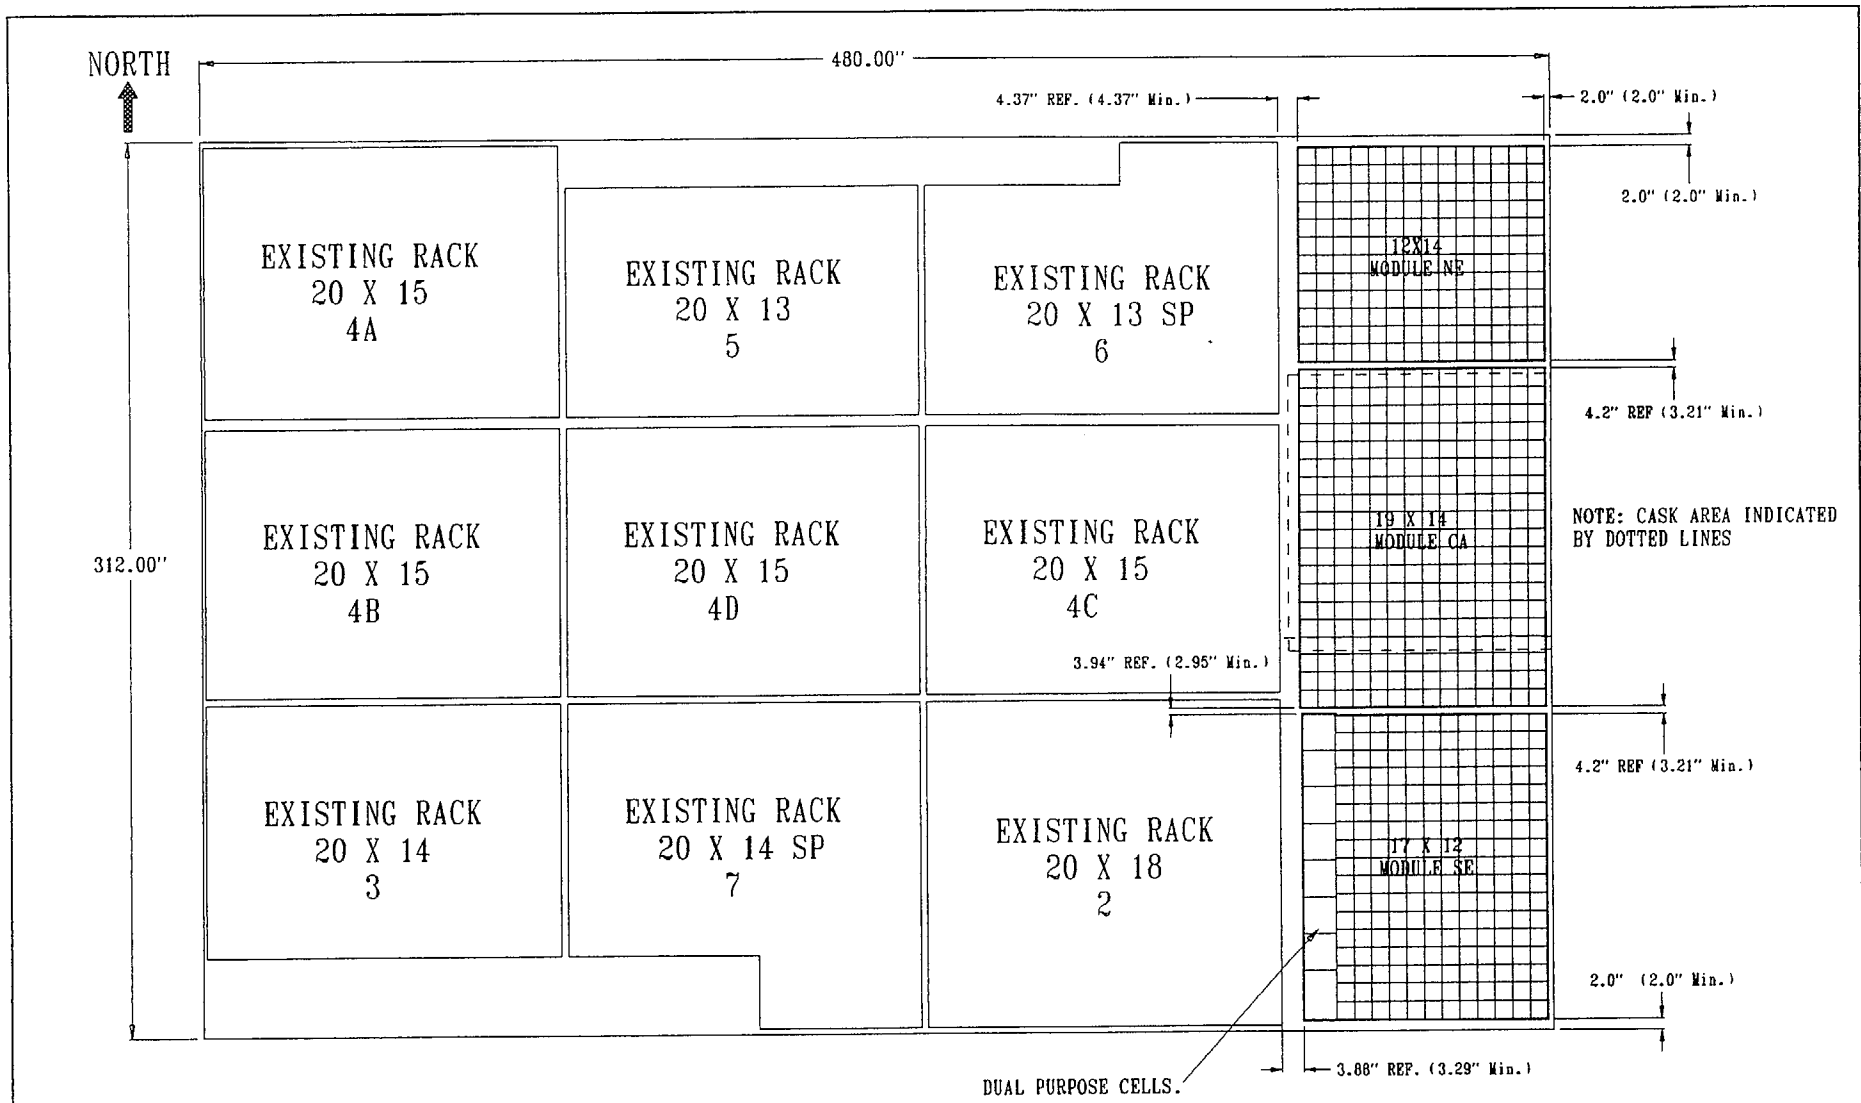 NORTH
480.00"
4.37" REF. (4.37" Min.)
2.0" (2.0" Min.)
2.0" (2.0" Min.)
EXISTING RACK
20 X 15
4A
EXISTING RACK
20 X 13
5
EXISTING RACK
20 X 13 SP
6
12X14
MODULE NE
4.2" REF (3.21" Min.)
312.00"
EXISTING RACK
20 X 15
4B
EXISTING RACK
20 X 15
4D
EXISTING RACK
20 X 15
4C
19 X 14
MODULE CA
NOTE: CASK AREA INDICATED
BY DOTTED LINES
3.94" REF. (2.95" Min.)
4.2" REF (3.21" Min.)
EXISTING RACK
20 X 14
3
EXISTING RACK
20 X 14 SP
7
EXISTING RACK
20 X 18
2
17 X 12
MODULE SE
2.0" (2.0" Min.)
3.88" REF. (3.29" Min.)
DUAL PURPOSE CELLS.